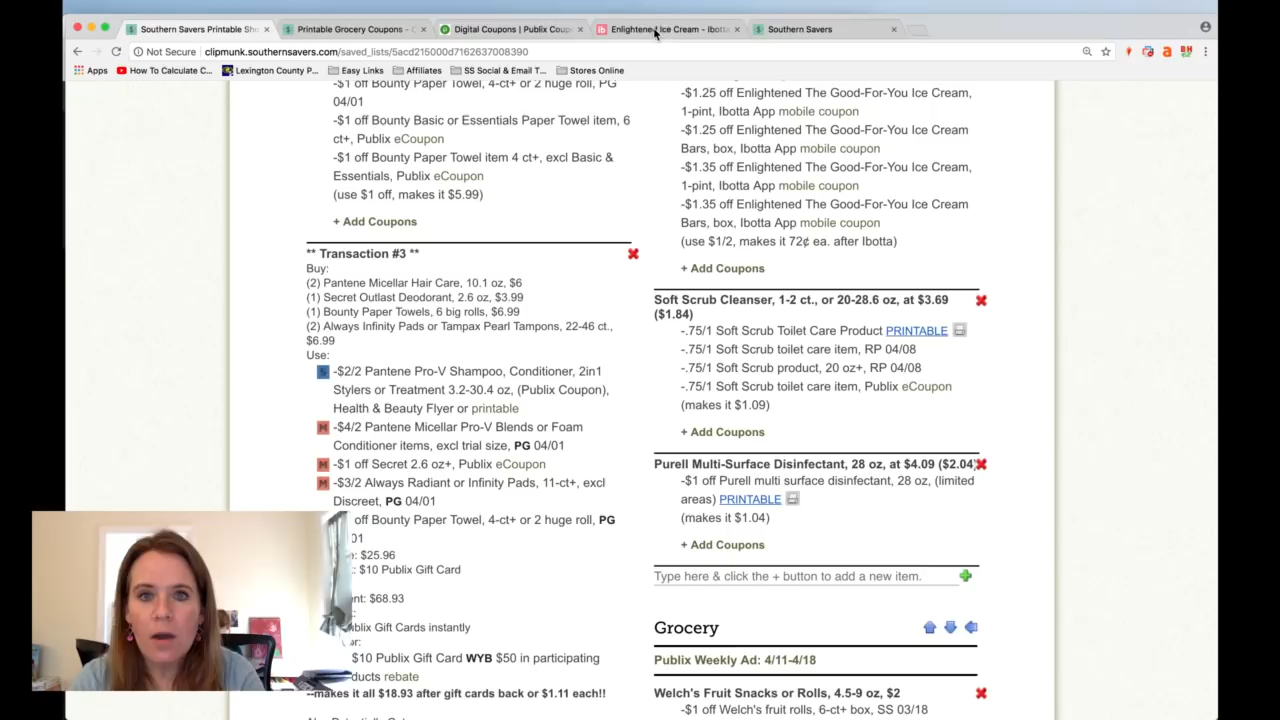 Southern Savers Printable Sho
Printable Grocery Coupons - C
Digital Coupons | Publix Coup
Enlightened Ice Cream - Ibotta
Southern Savers
Not Secure clipmunk.southernsavers.com/saved_lists/5acd215000d7162637008390
Apps How To Calculate C... Lexington County P... Easy Links Affiliates SS Social & Email T... Stores Online
-$1 off Bounty Paper Towel, 4-ct+ or 2 huge roll, PG
04/01
-$1 off Bounty Basic or Essentials Paper Towel item, 6
ct+, Publix eCoupon
-$1 off Bounty Paper Towel item 4 ct+, excl Basic &
Essentials, Publix eCoupon
(use $1 off, makes it $5.99)
+ Add Coupons
** Transaction #3 **
Buy:
(2) Pantene Micellar Hair Care, 10.1 oz, $6
(1) Secret Outlast Deodorant, 2.6 oz, $3.99
(1) Bounty Paper Towels, 6 big rolls, $6.99
(2) Always Infinity Pads or Tampax Pearl Tampons, 22-46 ct.,
$6.99
Use:
S -$2/2 Pantene Pro-V Shampoo, Conditioner, 2in1
Stylers or Treatment 3.2-30.4 oz, (Publix Coupon),
Health & Beauty Flyer or printable
M -$4/2 Pantene Micellar Pro-V Blends or Foam
Conditioner items, excl trial size, PG 04/01
M -$1 off Secret 2.6 oz+, Publix eCoupon
M -$3/2 Always Radiant or Infinity Pads, 11-ct+, excl
Discreet, PG 04/01
off Bounty Paper Towel, 4-ct+ or 2 huge roll, PG
01
: $25.96
: $10 Publix Gift Card
: $68.93
Gift Cards instantly
$10 Publix Gift Card WYB $50 in participating
rebate
--makes it all $18.93 after gift cards back or $1.11 each!!
-$1.25 off Enlightened The Good-For-You Ice Cream,
1-pint, Ibotta App mobile coupon
-$1.25 off Enlightened The Good-For-You Ice Cream
Bars, box, Ibotta App mobile coupon
-$1.35 off Enlightened The Good-For-You Ice Cream,
1-pint, Ibotta App mobile coupon
-$1.35 off Enlightened The Good-For-You Ice Cream
Bars, box, Ibotta App mobile coupon
(use $1/2, makes it 72¢ ea. after Ibotta)
+ Add Coupons
Soft Scrub Cleanser, 1-2 ct., or 20-28.6 oz, at $3.69
($1.84)
-.75/1 Soft Scrub Toilet Care Product PRINTABLE
-.75/1 Soft Scrub toilet care item, RP 04/08
-.75/1 Soft Scrub product, 20 oz+, RP 04/08
-.75/1 Soft Scrub toilet care item, Publix eCoupon
(makes it $1.09)
+ Add Coupons
Purell Multi-Surface Disinfectant, 28 oz, at $4.09 ($2.04)
-$1 off Purell multi surface disinfectant, 28 oz, (limited
areas) PRINTABLE
(makes it $1.04)
+ Add Coupons
Type here & click the + button to add a new item.
Grocery
Publix Weekly Ad: 4/11-4/18
Welch's Fruit Snacks or Rolls, 4.5-9 oz, $2
-$1 off Welch's fruit rolls, 6-ct+ box, SS 03/18